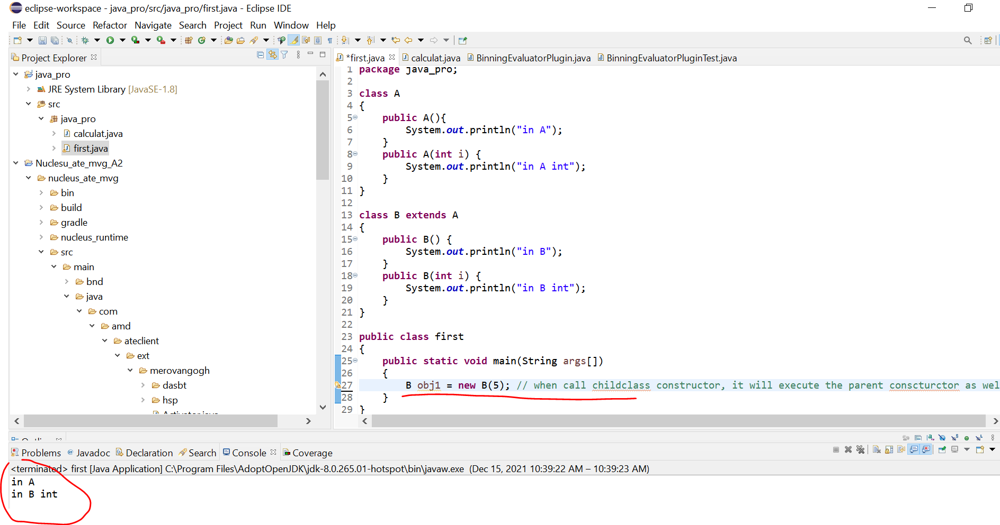 eclipse-workspace - java_pro/src/java_pro/first.java - Eclipse IDE
File Edit Source Refactor Navigate Search Project Run Window Help
Project Explorer
java_pro
JRE System Library [JavaSE-1.8]
src
java_pro
calculat.java
first.java
Nuclesu_ate_mvg_A2
nucleus_ate_mvg
bin
build
gradle
nucleus_runtime
src
main
bnd
java
com
amd
ateclient
ext
merovangogh
dasbt
hsp
Activator.java
*first.java calculat.java BinningEvaluatorPlugin.java BinningEvaluatorPluginTest.java
1 package java_pro;
2
3 class A
4 {
5 public A(){
6 System.out.println("in A");
7 }
8 public A(int i) {
9 System.out.println("in A int");
10 }
11 }
12
13 class B extends A
14 {
15 public B() {
16 System.out.println("in B");
17 }
18 public B(int i) {
19 System.out.println("in B int");
20 }
21 }
22
23 public class first
24 {
25 public static void main(String args[])
26 {
27 B obj1 = new B(5); // when call childclass constructor, it will execute the parent conscturctor as wel
28 }
29 }
Problems Javadoc Declaration Search Console Coverage
<terminated> first [Java Application] C:\Program Files\AdoptOpenJDK\jdk-8.0.265.01-hotspot\bin\javaw.exe (Dec 15, 2021 10:39:22 AM – 10:39:23 AM)
in A
in B int